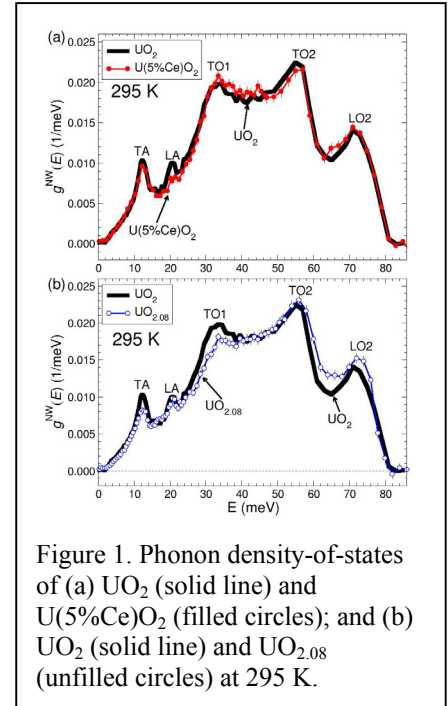 (a)
UO₂
U(5%Ce)O₂
295 K
TA
LA
TO1
TO2
LO2
UO₂
U(5%Ce)O₂
g^NW(E) (1/meV)
0.025
0.020
0.015
0.010
0.005
0.000
0 10 20 30 40 50 60 70 80
(b)
UO₂
UO₂.₀₈
295 K
TA
LA
TO1
TO2
LO2
UO₂.₀₈
UO₂
g^NW(E) (1/meV)
0.025
0.020
0.015
0.010
0.005
0.000
0 10 20 30 40 50 60 70 80
E (meV)
Figure 1. Phonon density-of-states
of (a) UO₂ (solid line) and
U(5%Ce)O₂ (filled circles); and (b)
UO₂ (solid line) and UO₂.₀₈
(unfilled circles) at 295 K.